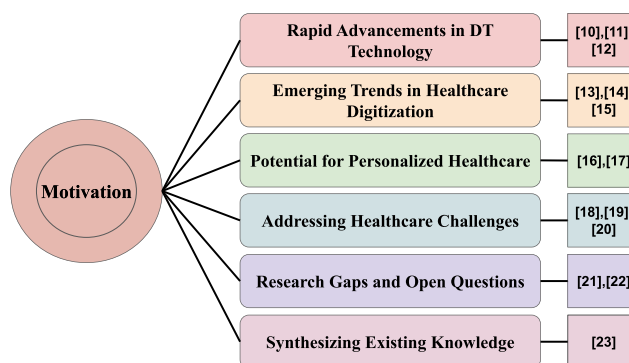 Rapid Advancements in DT
Technology
[10],[11]
[12]
Emerging Trends in Healthcare
Digitization
[13],[14]
[15]
Motivation
Potential for Personalized Healthcare
[16],[17]
Addressing Healthcare Challenges
[18],[19]
[20]
Research Gaps and Open Questions
[21],[22]
Synthesizing Existing Knowledge
[23]